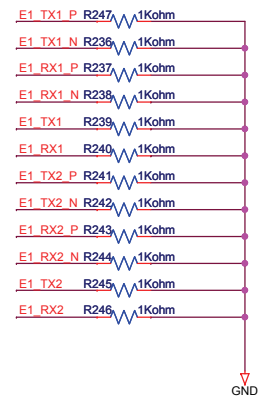 E1_TX1_P R247 1Kohm
E1_TX1_N R236 1Kohm
E1_RX1_P R237 1Kohm
E1_RX1_N R238 1Kohm
E1_TX1 R239 1Kohm
E1_RX1 R240 1Kohm
E1_TX2_P R241 1Kohm
E1_TX2_N R242 1Kohm
E1_RX2_P R243 1Kohm
E1_RX2_N R244 1Kohm
E1_TX2 R245 1Kohm
E1_RX2 R246 1Kohm
GND